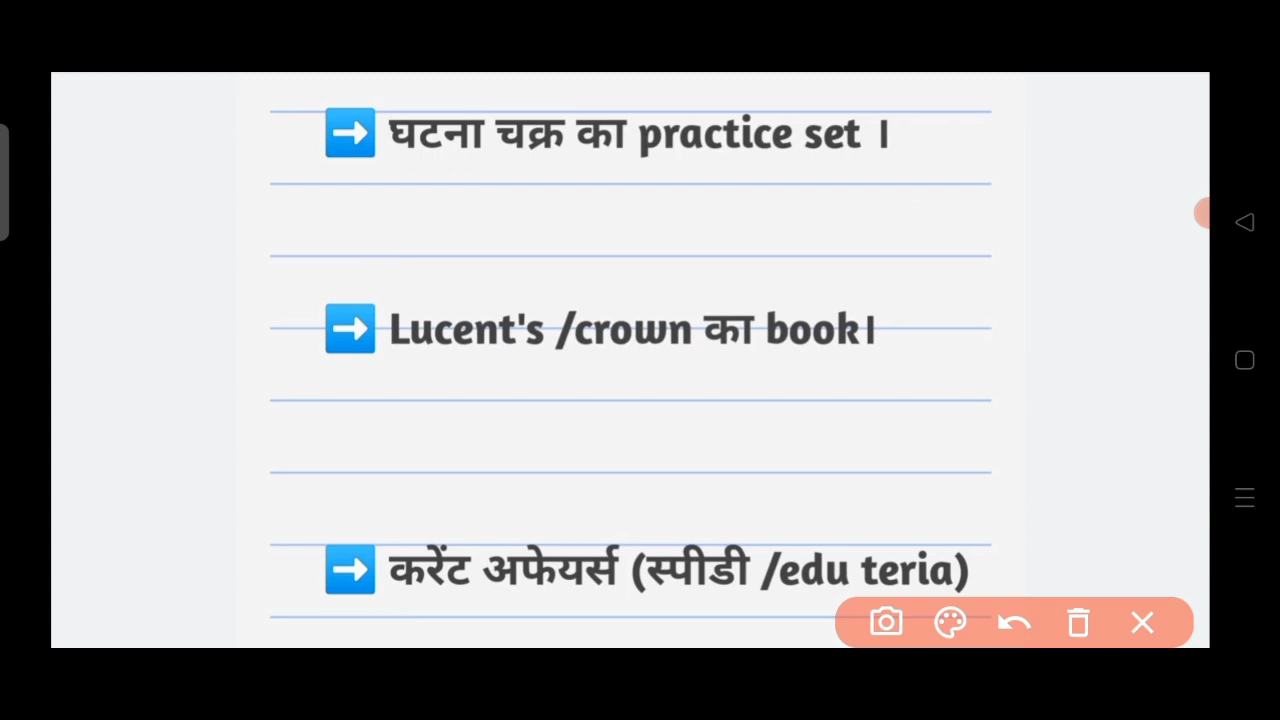 ➡️ घटना चक्र का practice set ।
➡️ Lucent's /crown का book।
➡️ करेंट अफेयर्स (स्पीडी /edu teria)